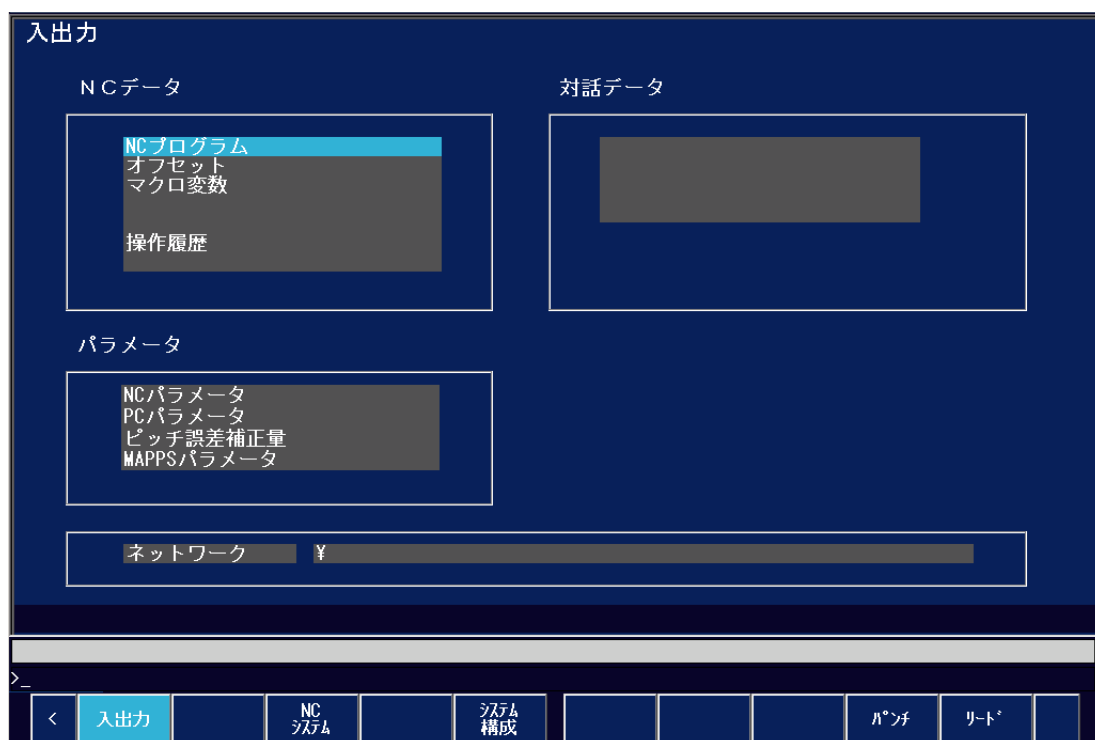 入出力
ＮＣデータ
対話データ
NCプログラム
オフセット
マクロ変数
操作履歴
パラメータ
NCパラメータ
PCパラメータ
ピッチ誤差補正量
MAPPSパラメータ
ネットワーク ¥
>_
< 入出力 NC ｼｽﾃﾑ ｼｽﾃﾑ 構成 ﾊﾟﾝﾁ ﾘｰﾄﾞ